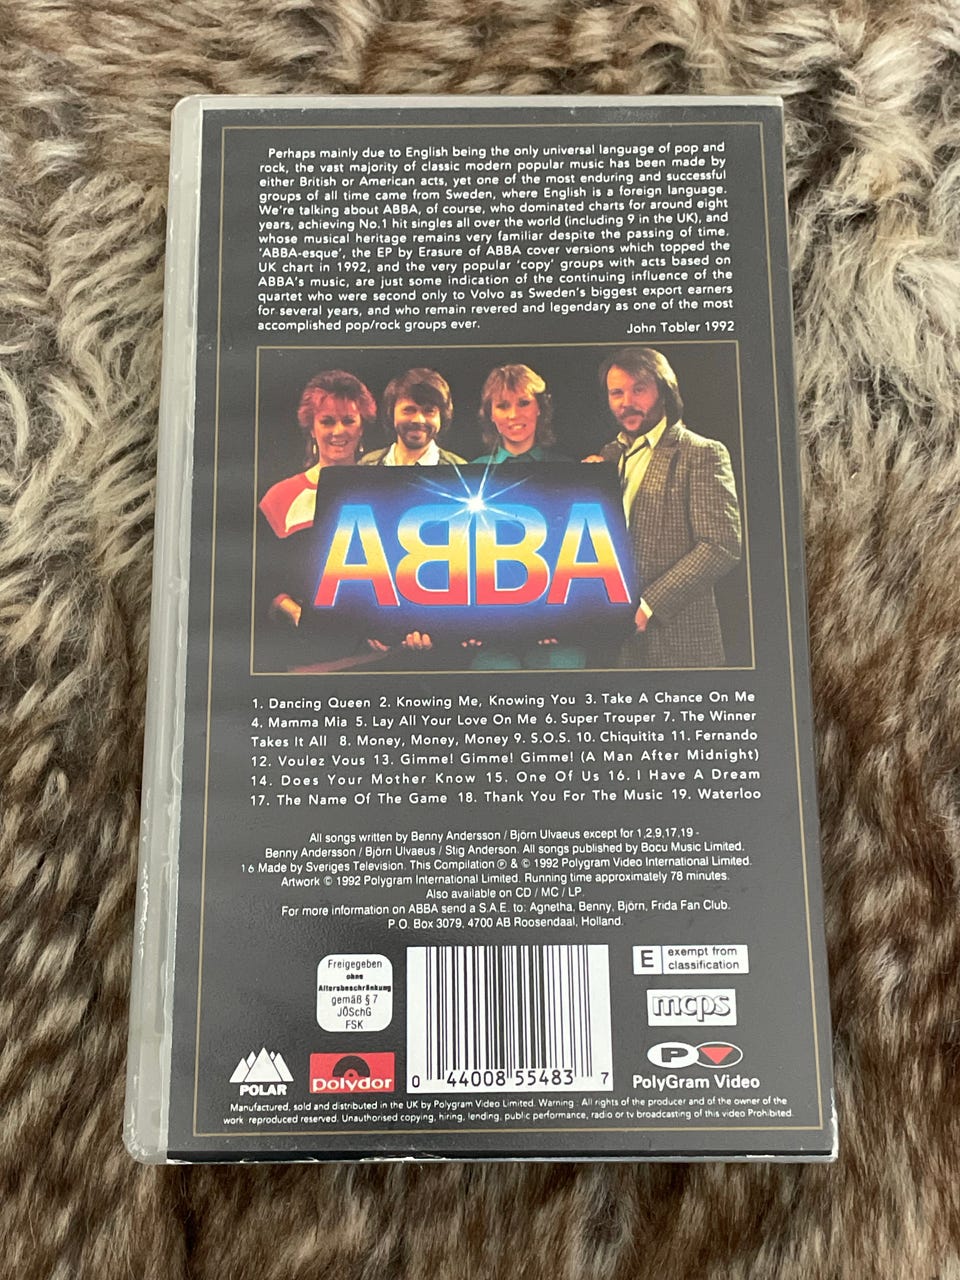 Perhaps mainly due to English being the only universal language of pop and
rock, the vast majority of classic modern popular music has been made by
either British or American acts, yet one of the most enduring and successful
groups of all time came from Sweden, where English is a foreign language.
We're talking about ABBA, of course, who dominated charts for around eight
years, achieving No.1 hit singles all over the world (including 9 in the UK), and
whose musical heritage remains very familiar despite the passing of time.
'ABBA-esque', the EP by Erasure of ABBA cover versions which topped the
UK chart in 1992, and the very popular 'copy' groups with acts based on
ABBA's music, are just some indication of the continuing influence of the
quartet who were second only to Volvo as Sweden's biggest export earners
for several years, and who remain revered and legendary as one of the most
accomplished pop/rock groups ever.
John Tobler 1992
ABBA
1. Dancing Queen 2. Knowing Me, Knowing You 3. Take A Chance On Me
4. Mamma Mia 5. Lay All Your Love On Me 6. Super Trouper 7. The Winner
Takes It All 8. Money, Money, Money 9. S.O.S. 10. Chiquitita 11. Fernando
12. Voulez Vous 13. Gimme! Gimme! Gimme! (A Man After Midnight)
14. Does Your Mother Know 15. One Of Us 16. I Have A Dream
17. The Name Of The Game 18. Thank You For The Music 19. Waterloo
All songs written by Benny Andersson / Björn Ulvaeus except for 1,2,9,17,19 -
Benny Andersson / Björn Ulvaeus / Stig Anderson. All songs published by Bocu Music Limited.
16 Made by Sveriges Television. This Compilation ℗ & © 1992 Polygram Video International Limited.
Artwork © 1992 Polygram International Limited. Running time approximately 78 minutes.
Also available on CD / MC / LP.
For more information on ABBA send a S.A.E. to: Agnetha, Benny, Björn, Frida Fan Club.
P.O. Box 3079, 4700 AB Roosendaal, Holland.
Freigegeben
ohne
Altersbeschränkung
gemäß § 7
JÖSchG
FSK
E exempt from
classification
mcps
POLAR
polydor
0 44008 55483 7
P
PolyGram Video
Manufactured, sold and distributed in the UK by Polygram Video Limited. Warning : All rights of the producer and of the owner of the
work reproduced reserved. Unauthorised copying, hiring, lending, public performance, radio or tv broadcasting of this video Prohibited.